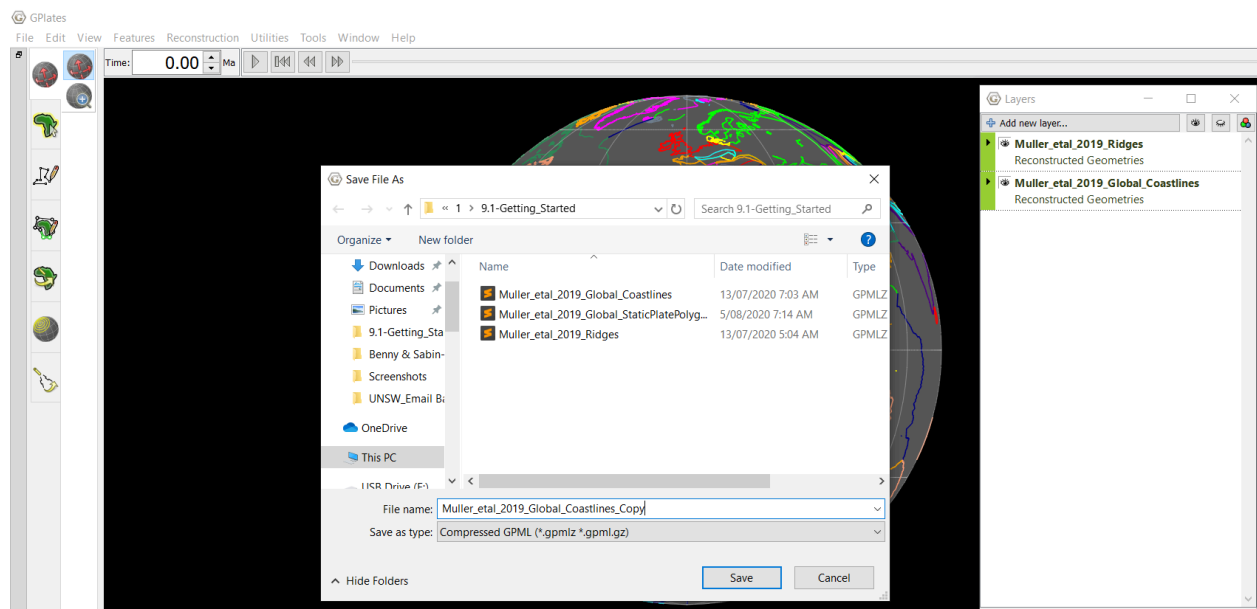 GPlates
File Edit View Features Reconstruction Utilities Tools Window Help
Time: 0.00 Ma
Layers
Add new layer...
Muller_etal_2019_Ridges
Reconstructed Geometries
Muller_etal_2019_Global_Coastlines
Reconstructed Geometries
Save File As
« 1 > 9.1-Getting_Started
Search 9.1-Getting_Started
Organize New folder
Downloads
Documents
Pictures
9.1-Getting_Sta
Benny & Sabin-
Screenshots
UNSW_Email Ba
OneDrive
This PC
USB Drive (F:)
Name Date modified Type
Muller_etal_2019_Global_Coastlines 13/07/2020 7:03 AM GPMLZ
Muller_etal_2019_Global_StaticPlatePolyg... 5/08/2020 7:14 AM GPMLZ
Muller_etal_2019_Ridges 13/07/2020 5:04 AM GPMLZ
File name: Muller_etal_2019_Global_Coastlines_Copy
Save as type: Compressed GPML (*.gpmlz *.gpml.gz)
Hide Folders
Save Cancel